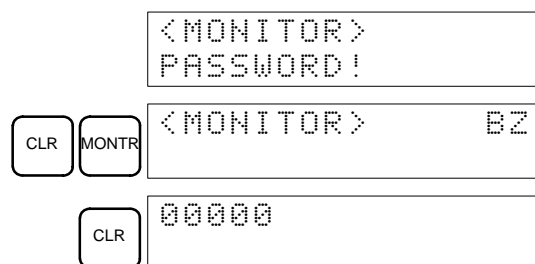 <MONITOR>
PASSWORD!
CLR MONTR <MONITOR> BZ
CLR 00000